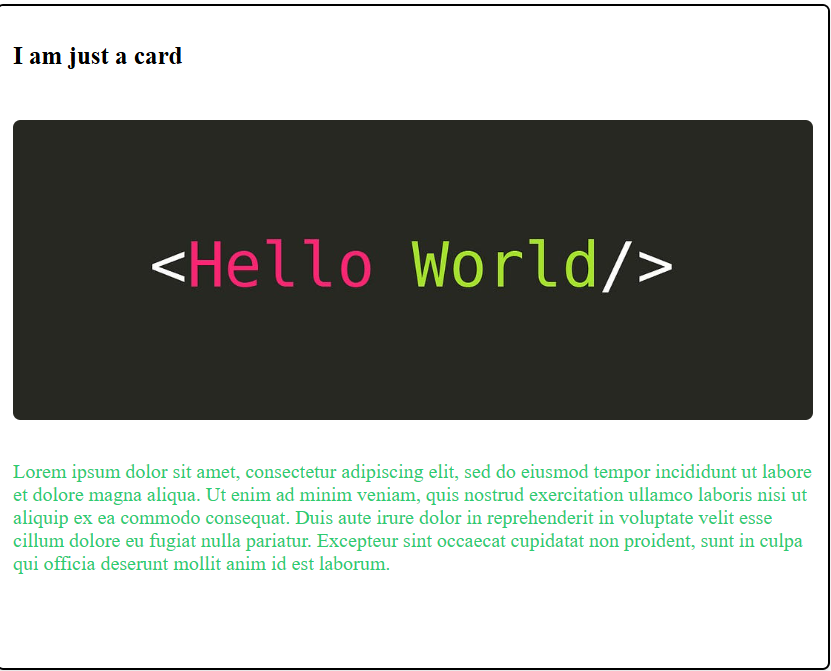 I am just a card
<Hello World/>
Lorem ipsum dolor sit amet, consectetur adipiscing elit, sed do eiusmod tempor incididunt ut labore
et dolore magna aliqua. Ut enim ad minim veniam, quis nostrud exercitation ullamco laboris nisi ut
aliquip ex ea commodo consequat. Duis aute irure dolor in reprehenderit in voluptate velit esse
cillum dolore eu fugiat nulla pariatur. Excepteur sint occaecat cupidatat non proident, sunt in culpa
qui officia deserunt mollit anim id est laborum.